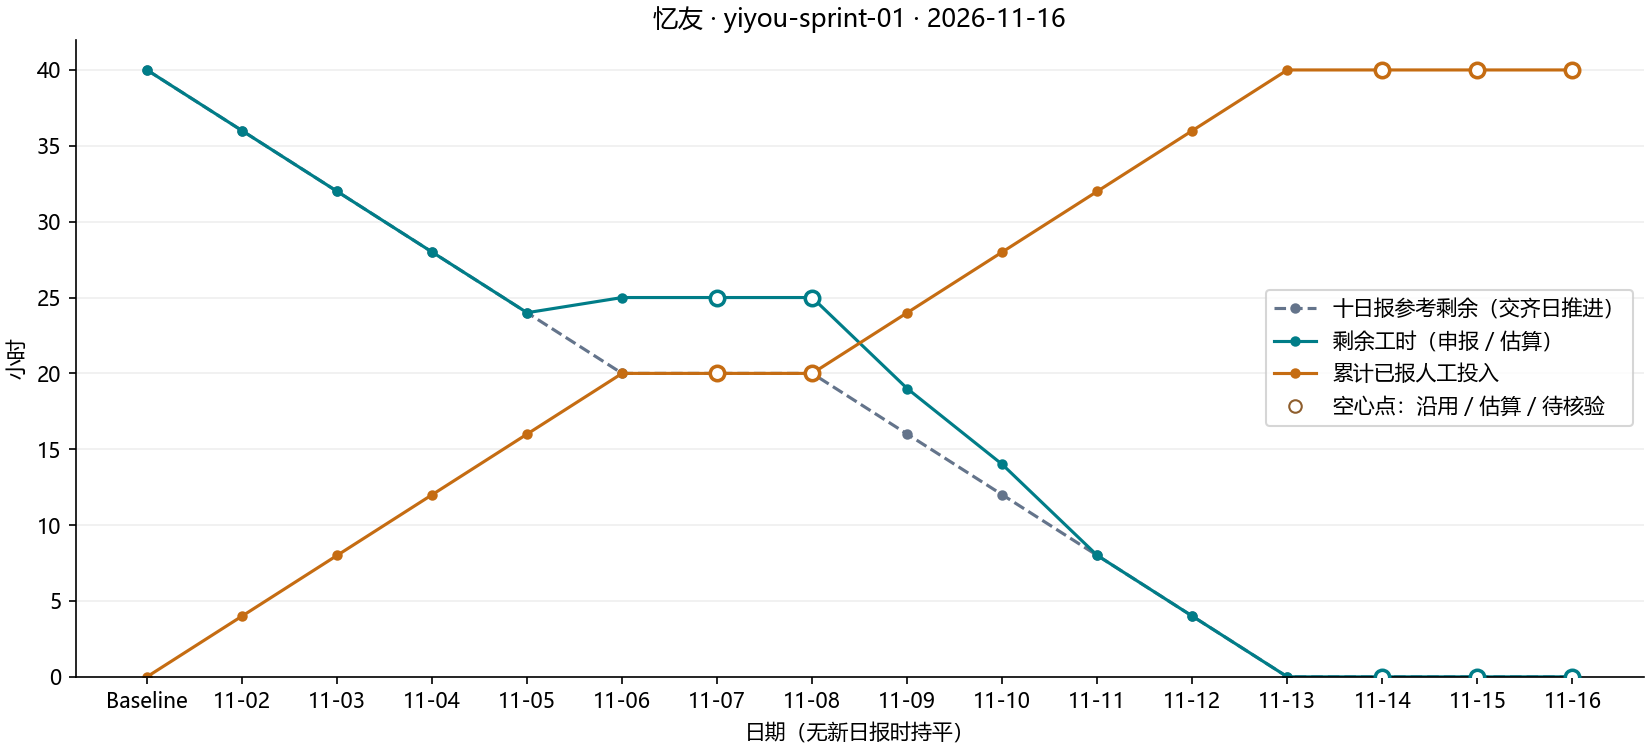 忆友 · yiyou-sprint-01 · 2026-11-16
小时
40
35
30
25
20
15
10
5
0
十日报参考剩余（交齐日推进）
剩余工时（申报 / 估算）
累计已报人工投入
空心点：沿用 / 估算 / 待核验
Baseline 11-02 11-03 11-04 11-05 11-06 11-07 11-08 11-09 11-10 11-11 11-12 11-13 11-14 11-15 11-16
日期（无新日报时持平）